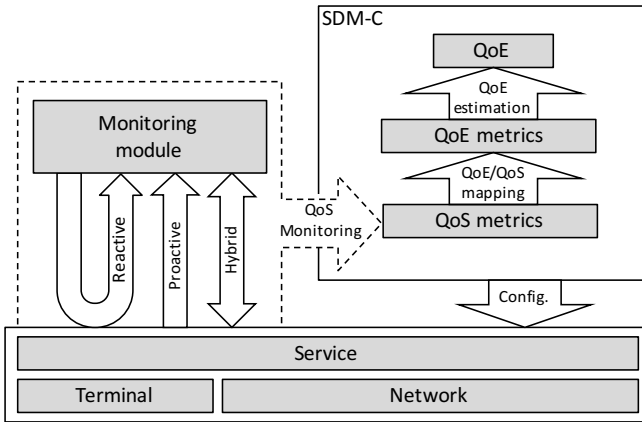 SDM-C
QoE
QoE
estimation
QoE metrics
QoE/QoS
mapping
QoS metrics
Monitoring
module
Reactive
Proactive
Hybrid
QoS
Monitoring
Config.
Service
Terminal
Network